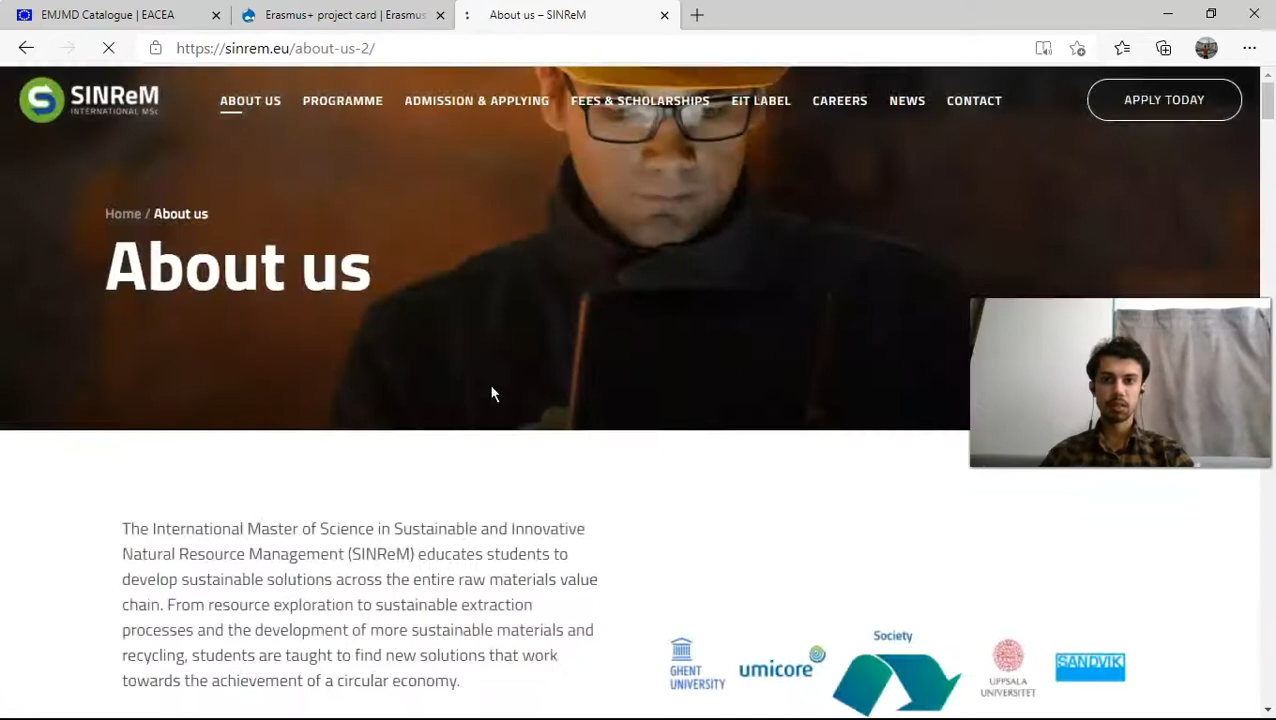 EMJMD Catalogue | EACEA
Erasmus+ project card | Erasmus
About us – SINReM
https://sinrem.eu/about-us-2/
SINReM
INTERNATIONAL MSc
ABOUT US
PROGRAMME
ADMISSION & APPLYING
FEES & SCHOLARSHIPS
EIT LABEL
CAREERS
NEWS
CONTACT
APPLY TODAY
Home / About us
About us
The International Master of Science in Sustainable and Innovative
Natural Resource Management (SINReM) educates students to
develop sustainable solutions across the entire raw materials value
chain. From resource exploration to sustainable extraction
processes and the development of more sustainable materials and
recycling, students are taught to find new solutions that work
towards the achievement of a circular economy.
Society
GHENT
UNIVERSITY
umicore
UPPSALA
UNIVERSITET
SANDVIK